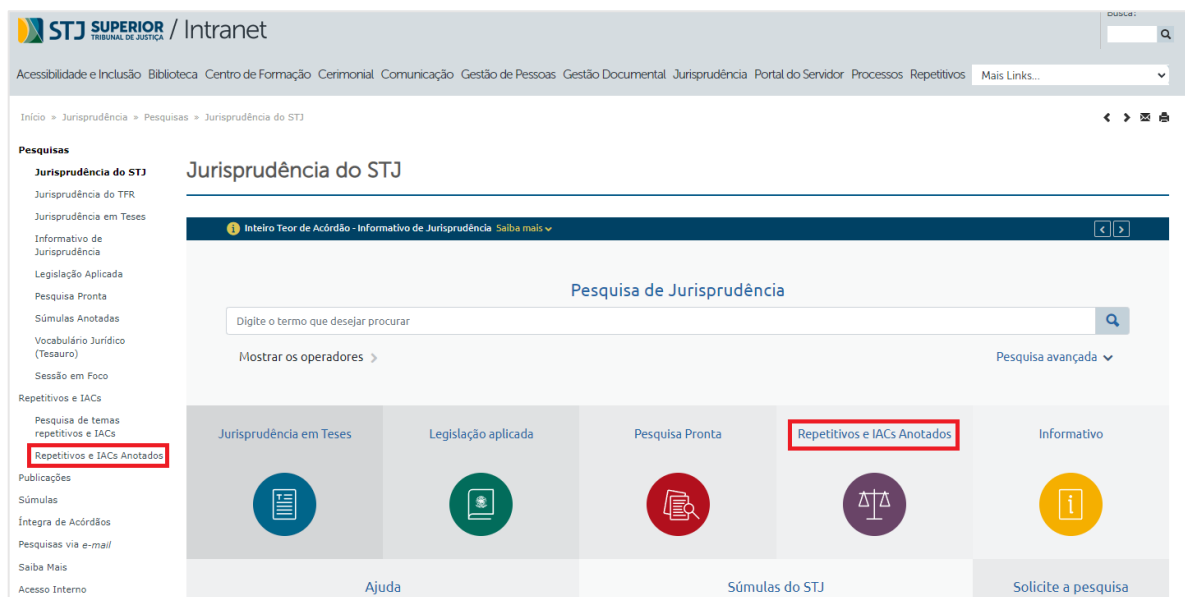 STJ SUPERIOR TRIBUNAL DE JUSTIÇA / Intranet
Busca:
Acessibilidade e Inclusão Biblioteca Centro de Formação Cerimonial Comunicação Gestão de Pessoas Gestão Documental Jurisprudência Portal do Servidor Processos Repetitivos Mais Links...
Início » Jurisprudência » Pesquisas » Jurisprudência do STJ
Pesquisas
Jurisprudência do STJ
Jurisprudência do TFR
Jurisprudência em Teses
Informativo de
Jurisprudência
Legislação Aplicada
Pesquisa Pronta
Súmulas Anotadas
Vocabulário Jurídico
(Tesauro)
Sessão em Foco
Repetitivos e IACs
Pesquisa de temas
repetitivos e IACs
Repetitivos e IACs Anotados
Publicações
Súmulas
Íntegra de Acórdãos
Pesquisas via e-mail
Saiba Mais
Acesso Interno
Jurisprudência do STJ
Inteiro Teor de Acórdão - Informativo de Jurisprudência Saiba mais
Pesquisa de Jurisprudência
Digite o termo que desejar procurar
Mostrar os operadores
Pesquisa avançada
Jurisprudência em Teses
Legislação aplicada
Pesquisa Pronta
Repetitivos e IACs Anotados
Informativo
Ajuda
Súmulas do STJ
Solicite a pesquisa